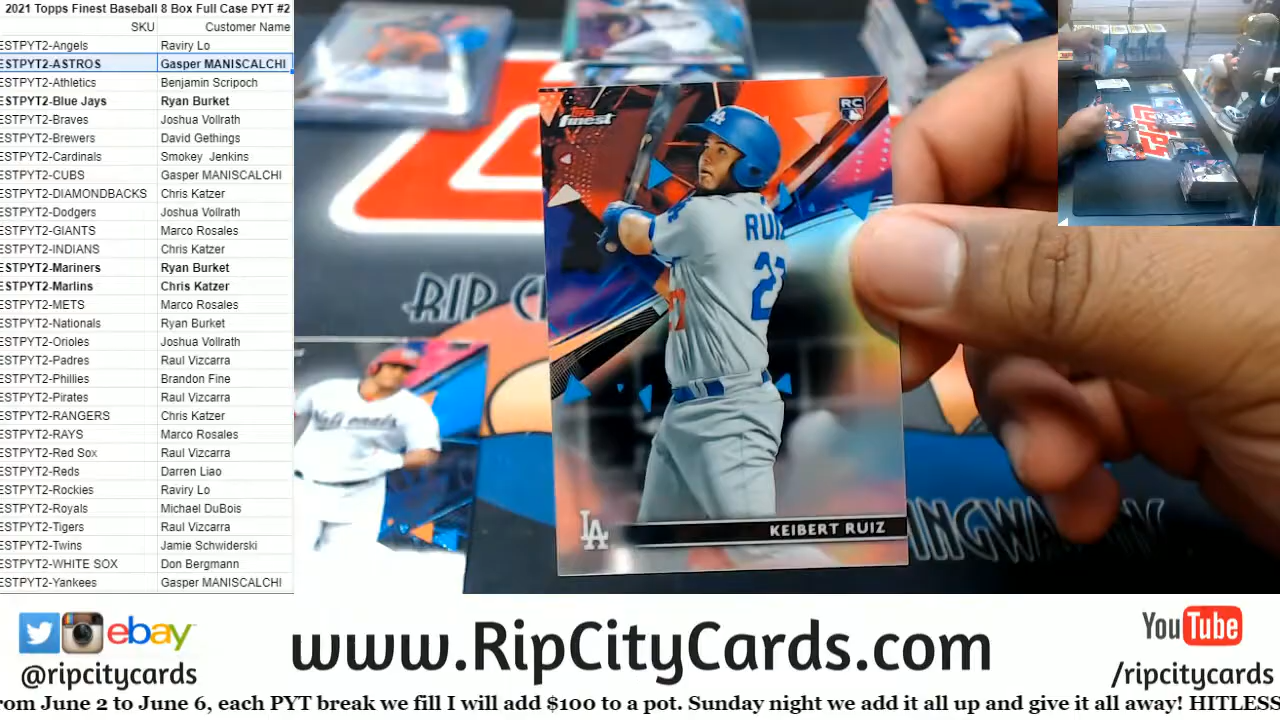 2021 Topps Finest Baseball 8 Box Full Case PYT #2
SKU Customer Name
ESTPYT2-Angels Raviry Lo
ESTPYT2-ASTROS Gasper MANISCALCHI
ESTPYT2-Athletics Benjamin Scripoch
ESTPYT2-Blue Jays Ryan Burket
ESTPYT2-Braves Joshua Vollrath
ESTPYT2-Brewers David Gethings
ESTPYT2-Cardinals Smokey Jenkins
ESTPYT2-CUBS Gasper MANISCALCHI
ESTPYT2-DIAMONDBACKS Chris Katzer
ESTPYT2-Dodgers Joshua Vollrath
ESTPYT2-GIANTS Marco Rosales
ESTPYT2-INDIANS Chris Katzer
ESTPYT2-Mariners Ryan Burket
ESTPYT2-Marlins Chris Katzer
ESTPYT2-METS Marco Rosales
ESTPYT2-Nationals Ryan Burket
ESTPYT2-Orioles Joshua Vollrath
ESTPYT2-Padres Raul Vizcarra
ESTPYT2-Phillies Brandon Fine
ESTPYT2-Pirates Raul Vizcarra
ESTPYT2-RANGERS Chris Katzer
ESTPYT2-RAYS Marco Rosales
ESTPYT2-Red Sox Raul Vizcarra
ESTPYT2-Reds Darren Liao
ESTPYT2-Rockies Raviry Lo
ESTPYT2-Royals Michael DuBois
ESTPYT2-Tigers Raul Vizcarra
ESTPYT2-Twins Jamie Schwiderski
ESTPYT2-WHITE SOX Don Bergmann
ESTPYT2-Yankees Gasper MANISCALCHI
topps finest
RC
LA
RUIZ
27
LA
KEIBERT RUIZ
RIP
Nationals
INGWA
ebay
@ripcitycards
www.RipCityCards.com
YouTube
/ripcitycards
rom June 2 to June 6, each PYT break we fill I will add $100 to a pot. Sunday night we add it all up and give it all away! HITLESS